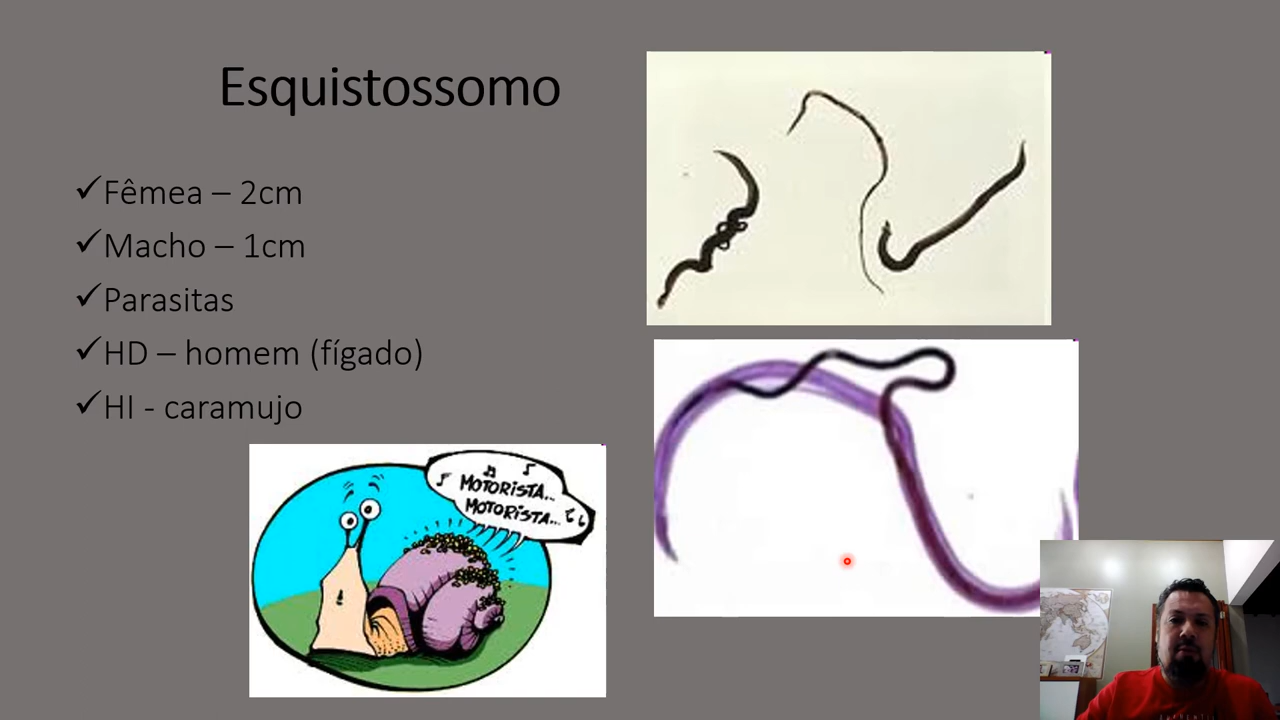 Esquistossomo
✓Fêmea – 2cm
✓Macho – 1cm
✓Parasitas
✓HD – homem (fígado)
✓HI - caramujo
MOTORISTA...
MOTORISTA...